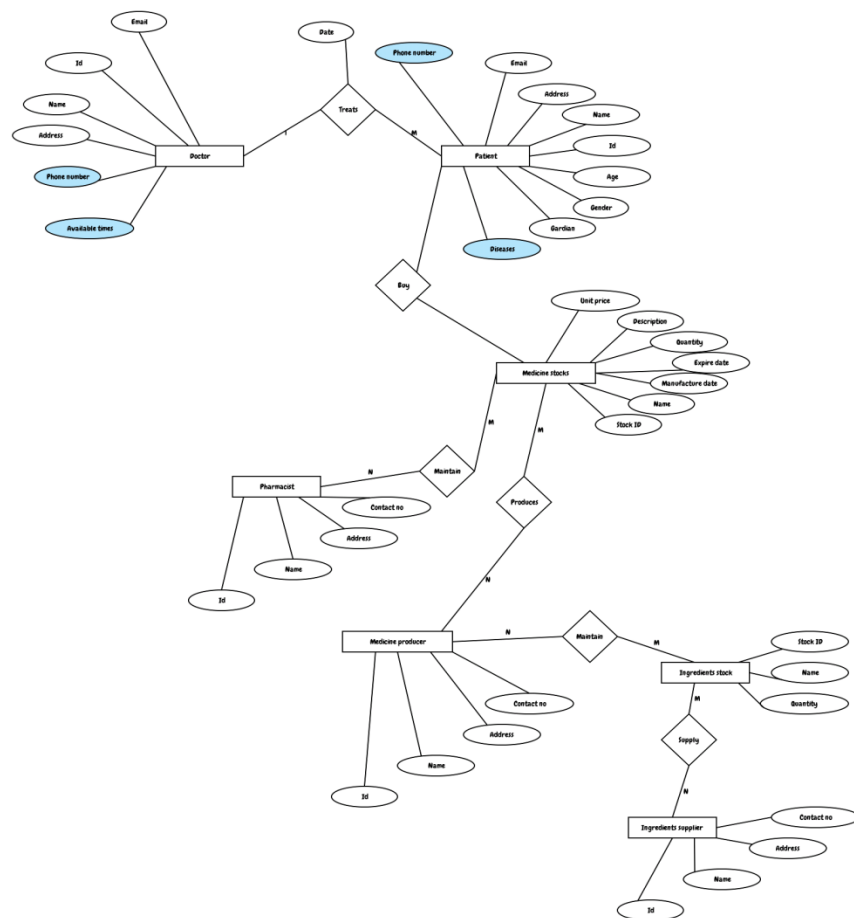 Email
Date
Phone number
Id
Email
Name
Address
Treats
Name
Address
1
M
Id
Doctor
Patient
Phone number
Age
Gender
Available times
Gardian
Diseases
Buy
Unit price
Description
Quantity
Expire date
Medicine stocks
Manufacture date
Name
Stock ID
M
M
N
Maintain
Pharmacist
Produces
Contact no
Address
Name
N
Id
N
Maintain
M
Medicine producer
Stock ID
Ingredients stock
Name
M
Contact no
Quantity
Address
Supply
Name
N
Id
Contact no
Ingredients supplier
Address
Name
Id